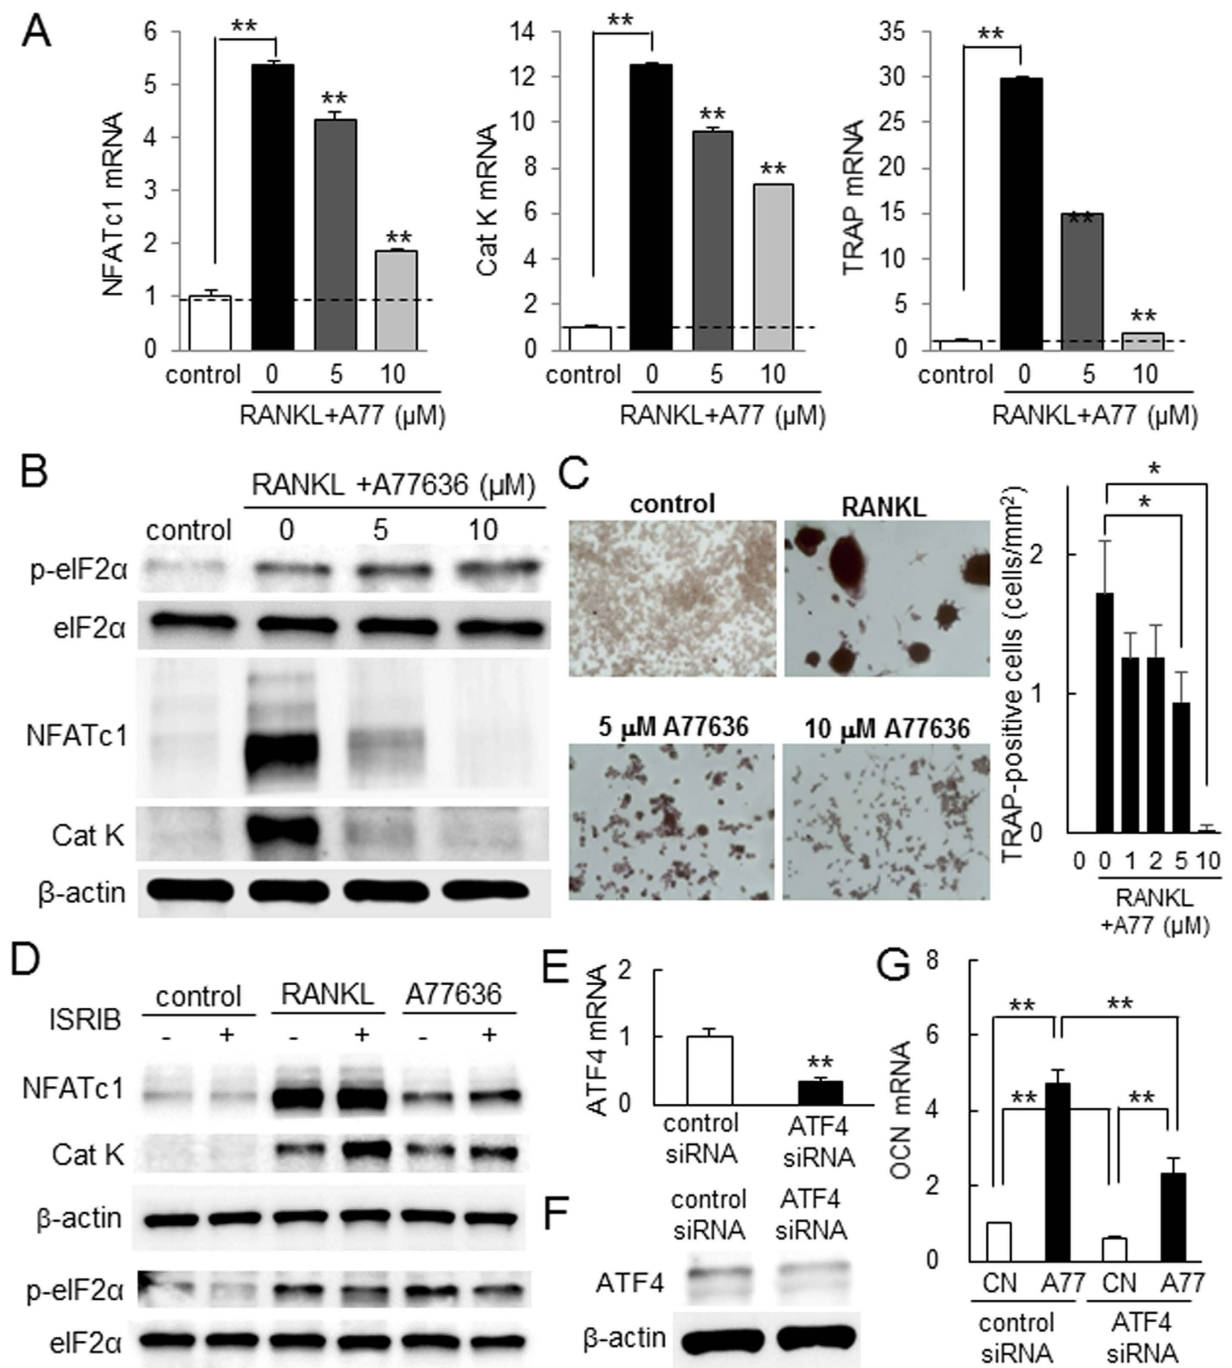 A
NFATc1 mRNA
6
5
4
3
2
1
0
**
**
**
control 0 5 10
RANKL+A77 (µM)
Cat K mRNA
14
12
10
8
6
4
2
0
**
**
**
control 0 5 10
RANKL+A77 (µM)
TRAP mRNA
35
30
25
20
15
10
5
0
**
**
**
control 0 5 10
RANKL+A77 (µM)
B
RANKL +A77636 (µM)
control 0 5 10
p-eIF2α
eIF2α
NFATc1
Cat K
β-actin
C
control
RANKL
5 µM A77636
10 µM A77636
TRAP-positive cells (cells/mm²)
2
1
0
*
*
0 0 1 2 5 10
RANKL
+A77 (µM)
D
control RANKL A77636
ISRIB - + - + - +
NFATc1
Cat K
β-actin
p-eIF2α
eIF2α
E
ATF4 mRNA
2
1
0
**
control
siRNA
ATF4
siRNA
F
control
siRNA
ATF4
siRNA
ATF4
β-actin
G
OCN mRNA
8
6
4
2
0
** **
** **
CN A77 CN A77
control
siRNA
ATF4
siRNA